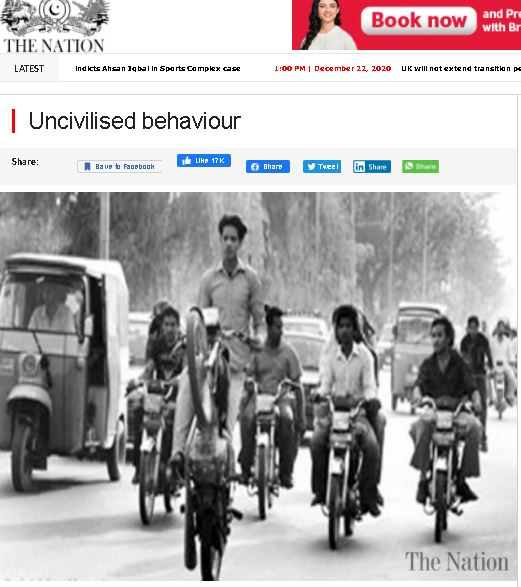 THE NATION
Book now
and Pre
with Br
LATEST
Indicts Ahsan Iqbal in Sports Complex case
1:00 PM | December 22, 2020
UK will not extend transition pe
Uncivilised behaviour
Share:
Save to Facebook
Like 17K
Share
Tweet
Share
Share
The Nation